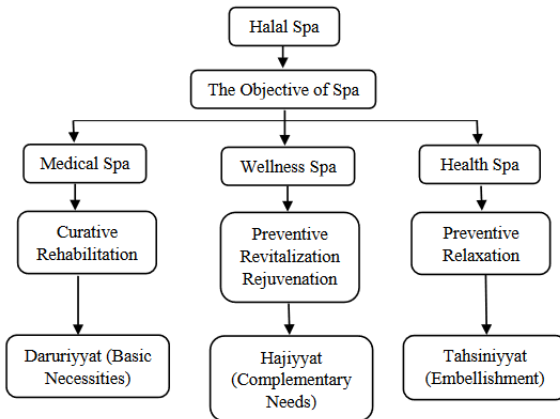 Halal Spa
The Objective of Spa
Medical Spa
Wellness Spa
Health Spa
Curative
Rehabilitation
Preventive
Revitalization
Rejuvenation
Preventive
Relaxation
Daruriyyat (Basic
Necessities)
Hajiyyat
(Complementary
Needs)
Tahsiniyyat
(Embellishment)